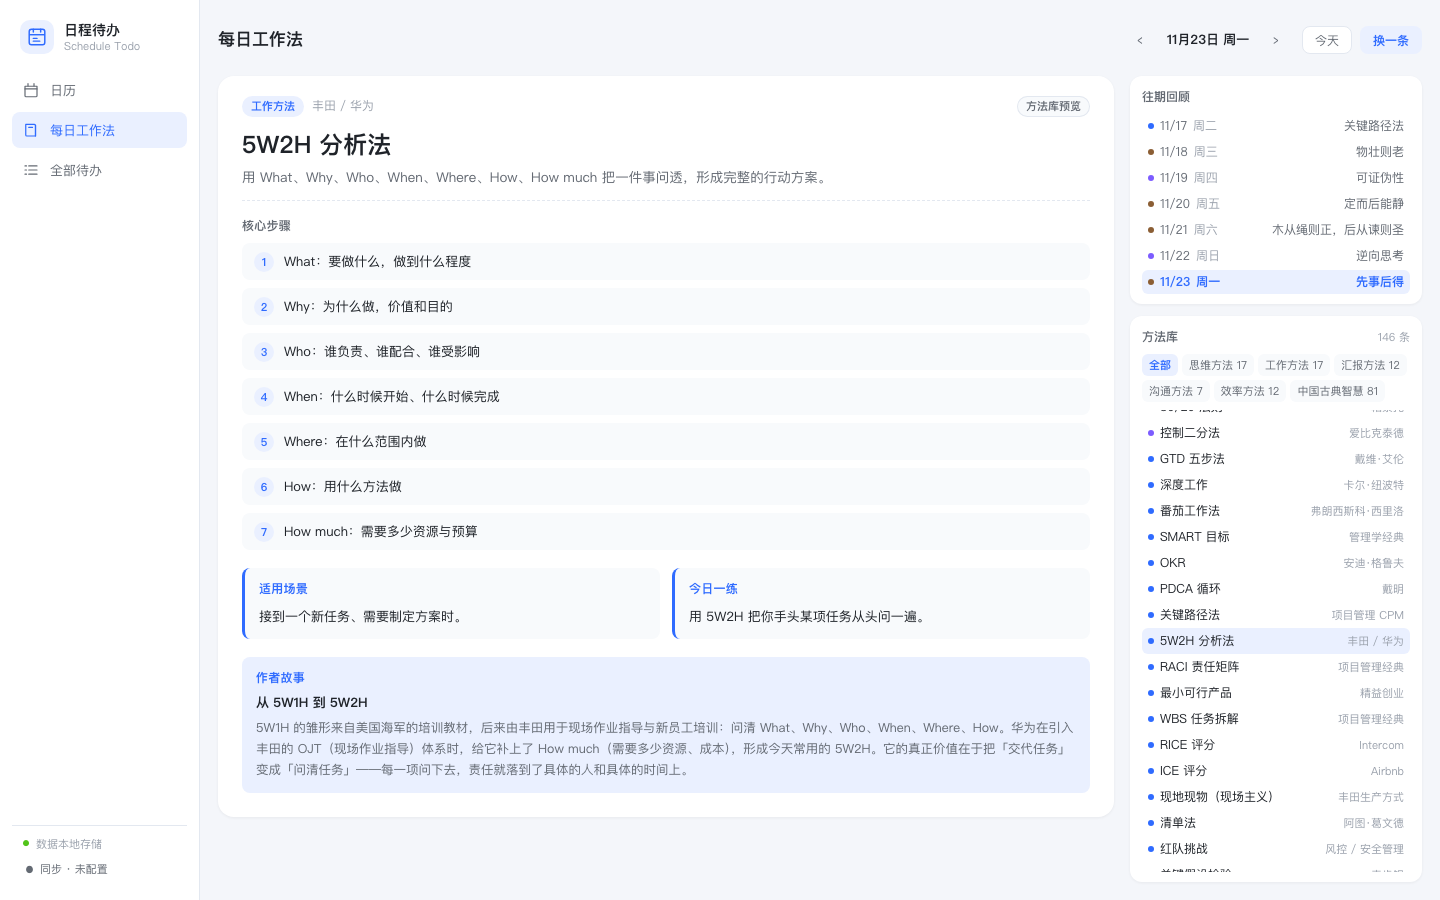 日程待办
Schedule Todo
日历
每日工作法
全部待办
数据本地存储
同步 · 未配置
每日工作法
‹ 11月23日 周一 › 今天 换一条
工作方法 丰田 / 华为 方法库预览
5W2H 分析法
用 What、Why、Who、When、Where、How、How much 把一件事问透，形成完整的行动方案。
核心步骤
1 What：要做什么，做到什么程度
2 Why：为什么做，价值和目的
3 Who：谁负责、谁配合、谁受影响
4 When：什么时候开始、什么时候完成
5 Where：在什么范围内做
6 How：用什么方法做
7 How much：需要多少资源与预算
适用场景
接到一个新任务、需要制定方案时。
今日一练
用 5W2H 把你手头某项任务从头问一遍。
作者故事
从 5W1H 到 5W2H
5W1H 的雏形来自美国海军的培训教材，后来由丰田用于现场作业指导与新员工培训：问清 What、Why、Who、When、Where、How。华为在引入
丰田的 OJT（现场作业指导）体系时，给它补上了 How much（需要多少资源、成本），形成今天常用的 5W2H。它的真正价值在于把「交代任务」
变成「问清任务」——每一项问下去，责任就落到了具体的人和具体的时间上。
往期回顾
11/17 周二 关键路径法
11/18 周三 物壮则老
11/19 周四 可证伪性
11/20 周五 定而后能静
11/21 周六 木从绳则正，后从谏则圣
11/22 周日 逆向思考
11/23 周一 先事后得
方法库 146 条
全部 思维方法 17 工作方法 17 汇报方法 12
沟通方法 7 效率方法 12 中国古典智慧 81
控制二分法 爱比克泰德
GTD 五步法 戴维·艾伦
深度工作 卡尔·纽波特
番茄工作法 弗朗西斯科·西里洛
SMART 目标 管理学经典
OKR 安迪·格鲁夫
PDCA 循环 戴明
关键路径法 项目管理 CPM
5W2H 分析法 丰田 / 华为
RACI 责任矩阵 项目管理经典
最小可行产品 精益创业
WBS 任务拆解 项目管理经典
RICE 评分 Intercom
ICE 评分 Airbnb
现地现物（现场主义） 丰田生产方式
清单法 阿图·葛文德
红队挑战 风控 / 安全管理